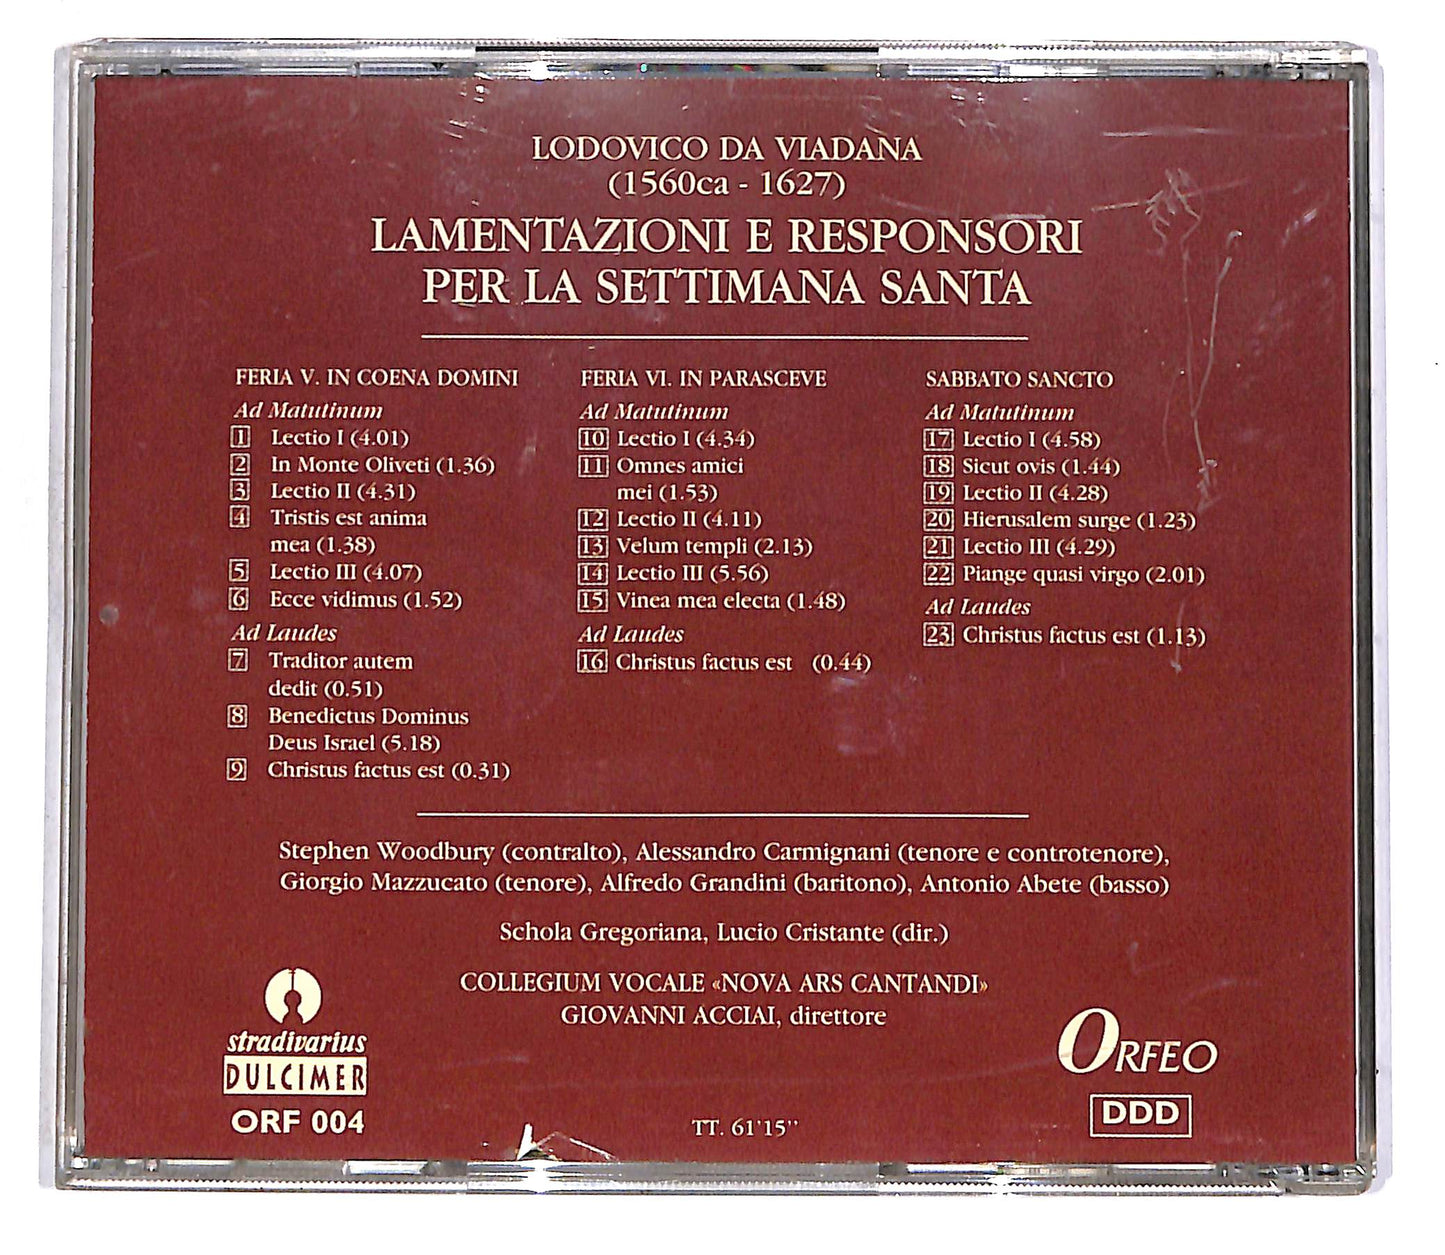 LODOVICO DA VIADANA
(1560ca - 1627)
LAMENTAZIONI E RESPONSORI
PER LA SETTIMANA SANTA
FERIA V. IN COENA DOMINI
Ad Matutinum
1 Lectio I (4.01)
2 In Monte Oliveti (1.36)
3 Lectio II (4.31)
4 Tristis est anima
mea (1.38)
5 Lectio III (4.07)
6 Ecce vidimus (1.52)
Ad Laudes
7 Traditor autem
dedit (0.51)
8 Benedictus Dominus
Deus Israel (5.18)
9 Christus factus est (0.31)
FERIA VI. IN PARASCEVE
Ad Matutinum
10 Lectio I (4.34)
11 Omnes amici
mei (1.53)
12 Lectio II (4.11)
13 Velum templi (2.13)
14 Lectio III (5.56)
15 Vinea mea electa (1.48)
Ad Laudes
16 Christus factus est (0.44)
SABBATO SANCTO
Ad Matutinum
17 Lectio I (4.58)
18 Sicut ovis (1.44)
19 Lectio II (4.28)
20 Hierusalem surge (1.23)
21 Lectio III (4.29)
22 Piange quasi virgo (2.01)
Ad Laudes
23 Christus factus est (1.13)
Stephen Woodbury (contralto), Alessandro Carmignani (tenore e controtenore),
Giorgio Mazzucato (tenore), Alfredo Grandini (baritono), Antonio Abete (basso)
Schola Gregoriana, Lucio Cristante (dir.)
COLLEGIUM VOCALE «NOVA ARS CANTANDI»
GIOVANNI ACCIAI, direttore
stradivarius
DULCIMER
ORF 004
TT. 61'15''
ORFEO
DDD